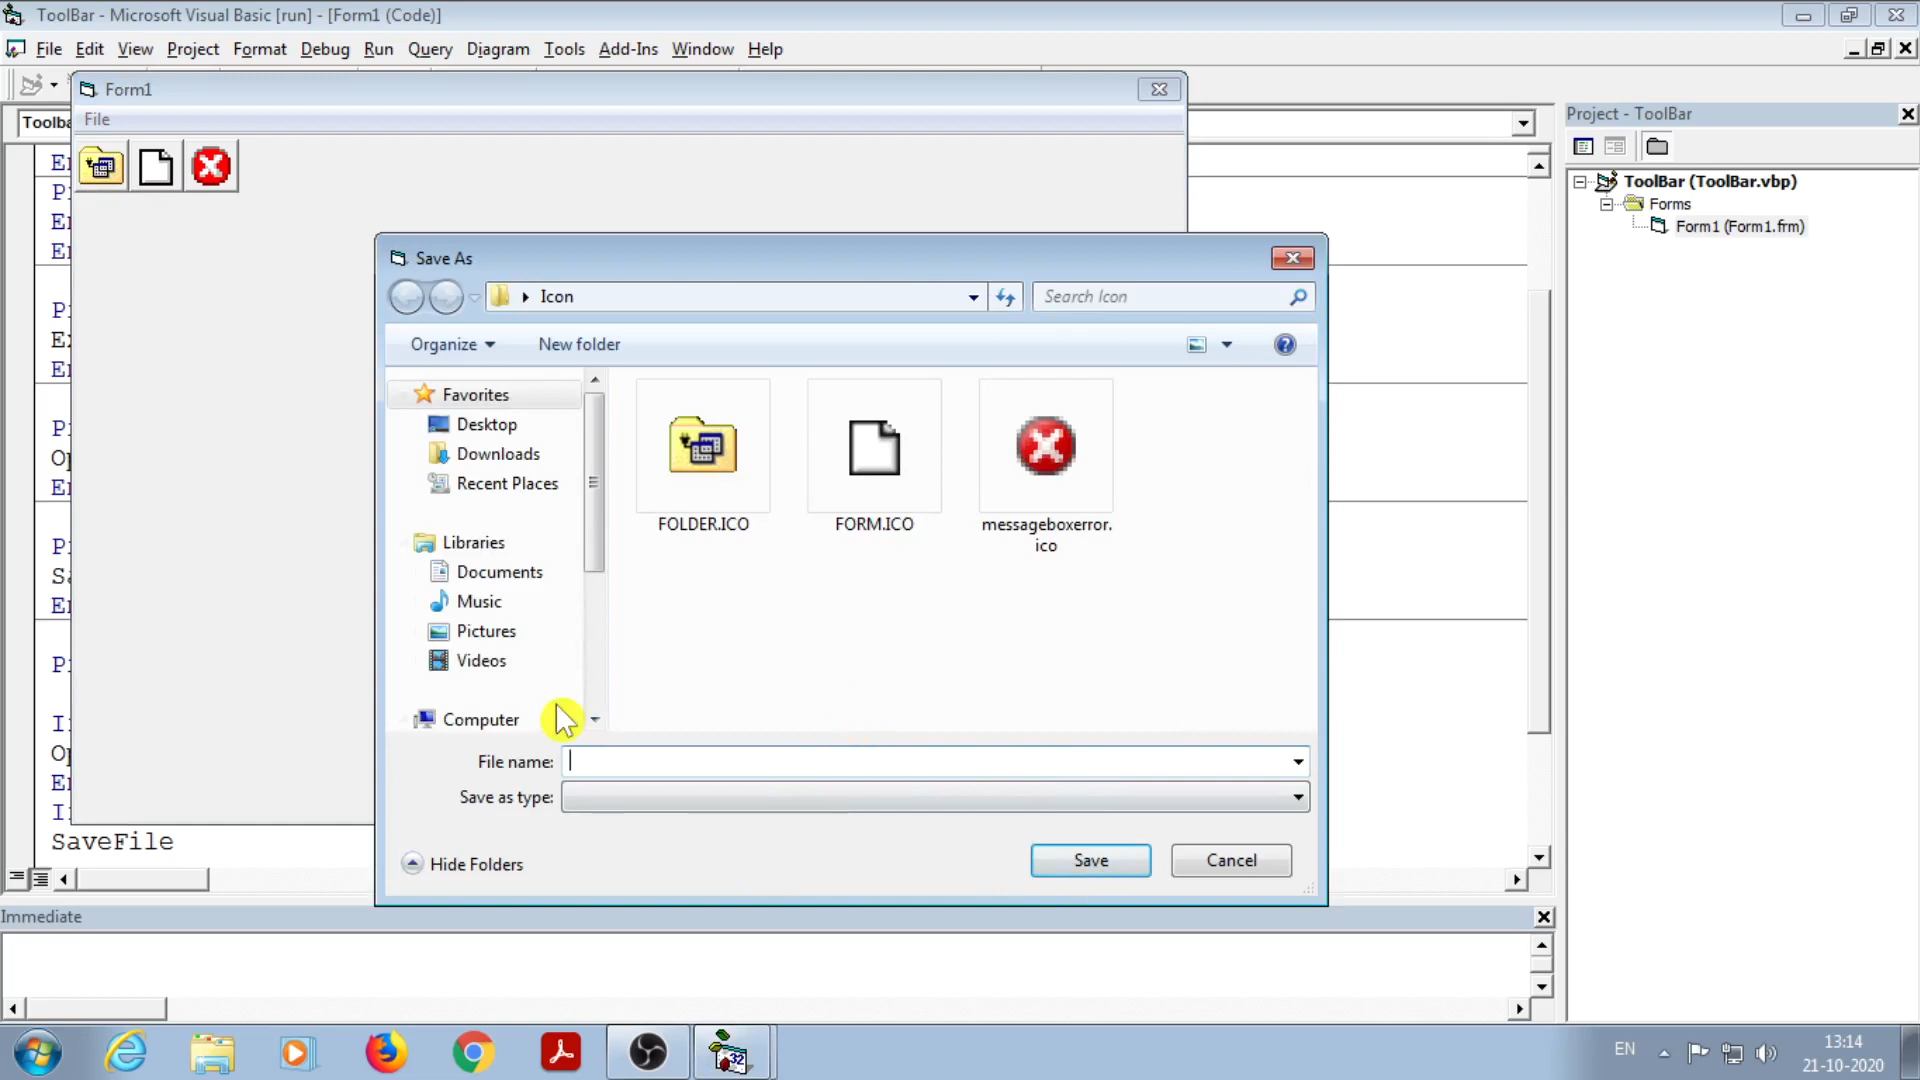 ToolBar - Microsoft Visual Basic [run] - [Form1 (Code)]
File Edit View Project Format Debug Run Query Diagram Tools Add-Ins Window Help
Form1
File
Project - ToolBar
ToolBar (ToolBar.vbp)
Forms
Form1 (Form1.frm)
Save As
Icon
Search Icon
Organize
New folder
Favorites
Desktop
Downloads
Recent Places
Libraries
Documents
Music
Pictures
Videos
Computer
FOLDER.ICO
FORM.ICO
messageboxerror.
ico
File name:
Save as type:
Hide Folders
Save
Cancel
SaveFile
Immediate
32
EN
13:14
21-10-2020